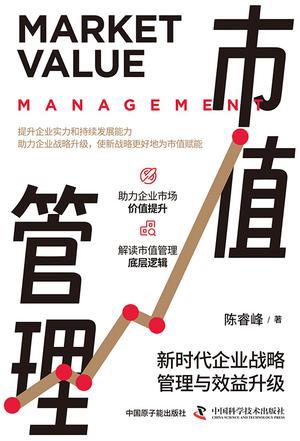 MARKET
VALUE
MANAGEMENT
市值
管理
提升企业实力和持续发展能力
助力企业战略升级，使新战略更好地为市值赋能
助力企业市场
价值提升
解读市值管理
底层逻辑
陈睿峰／著
新时代企业战略
管理与效益升级
中国原子能出版社
中国科学技术出版社